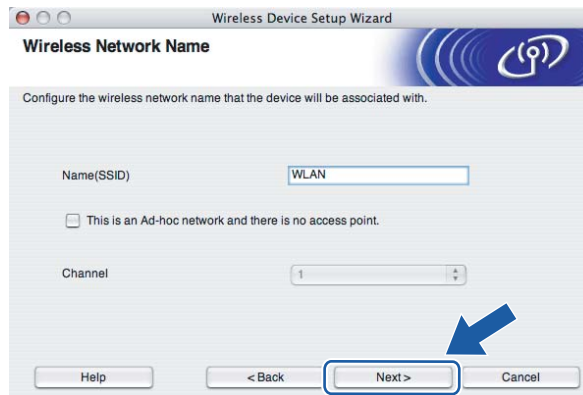 Wireless Device Setup Wizard
Wireless Network Name
Configure the wireless network name that the device will be associated with.
Name(SSID) WLAN
This is an Ad-hoc network and there is no access point.
Channel 1
Help < Back Next > Cancel